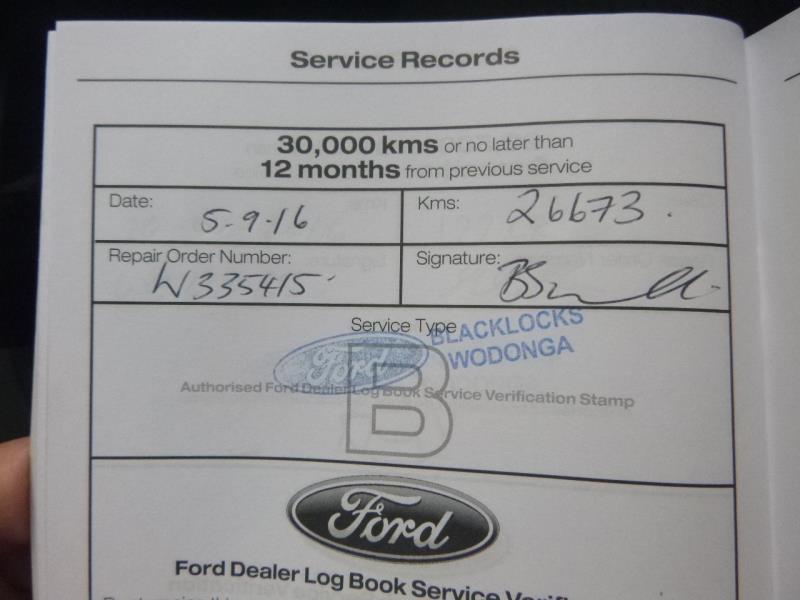 Service Records
30,000 kms or no later than
12 months from previous service
Date: 5-9-16
Kms: 26673.
Repair Order Number:
W335415
Signature:
Service Type
BLACKLOCKS
WODONGA
Ford
B
Authorised Ford Dealer Log Book Service Verification Stamp
Ford
Ford Dealer Log Book Service